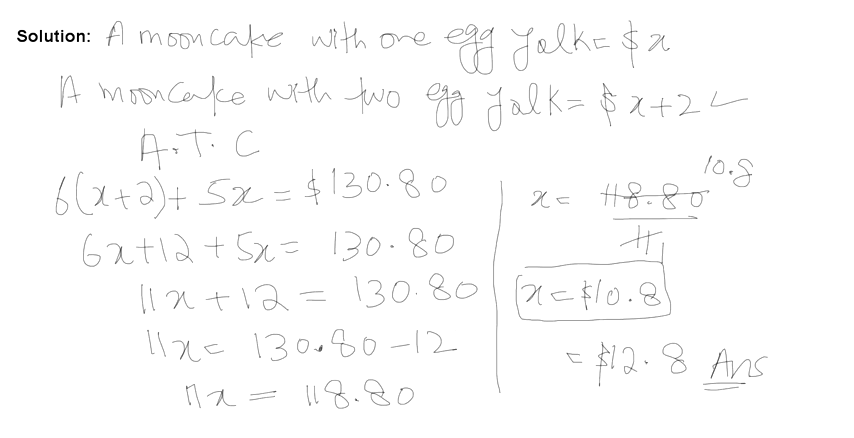 Solution: A mooncake with one egg yolk = $x
A mooncake with two egg yolk = $x+2
A.T.C
6(x+2)+5x = $130.80
6x+12+5x = 130.80
11x+12 = 130.80
11x = 130.80-12
11x = 118.80
x = 118.80 10.8
11 1
x = $10.8
= $12.8 Ans